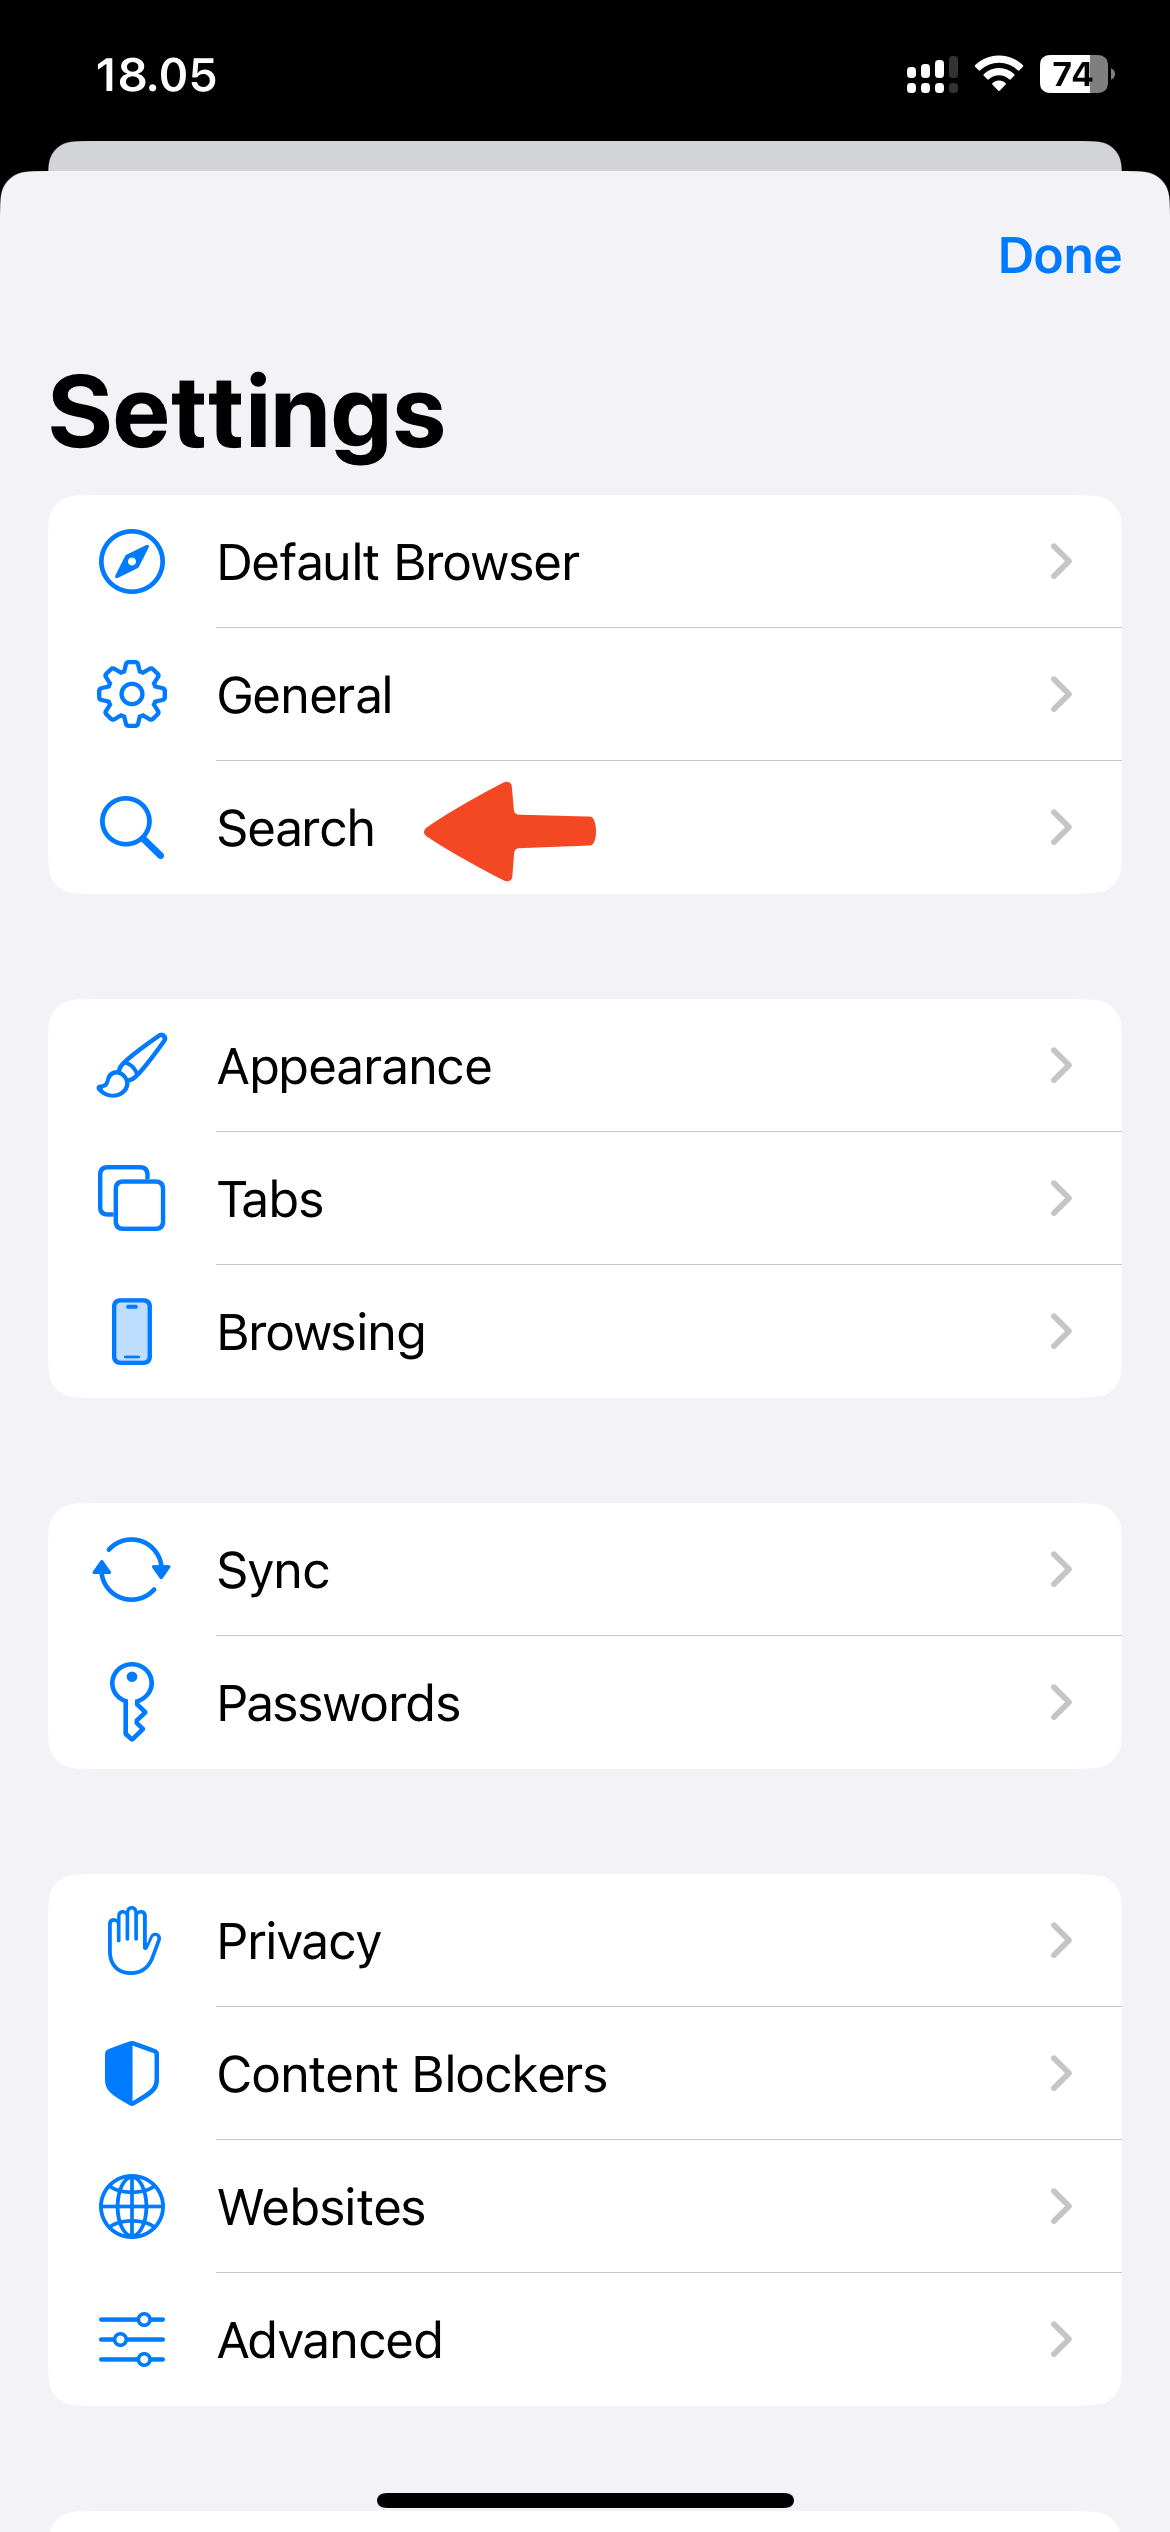 18.05
74
Done
Settings
Default Browser
General
Search
Appearance
Tabs
Browsing
Sync
Passwords
Privacy
Content Blockers
Websites
Advanced